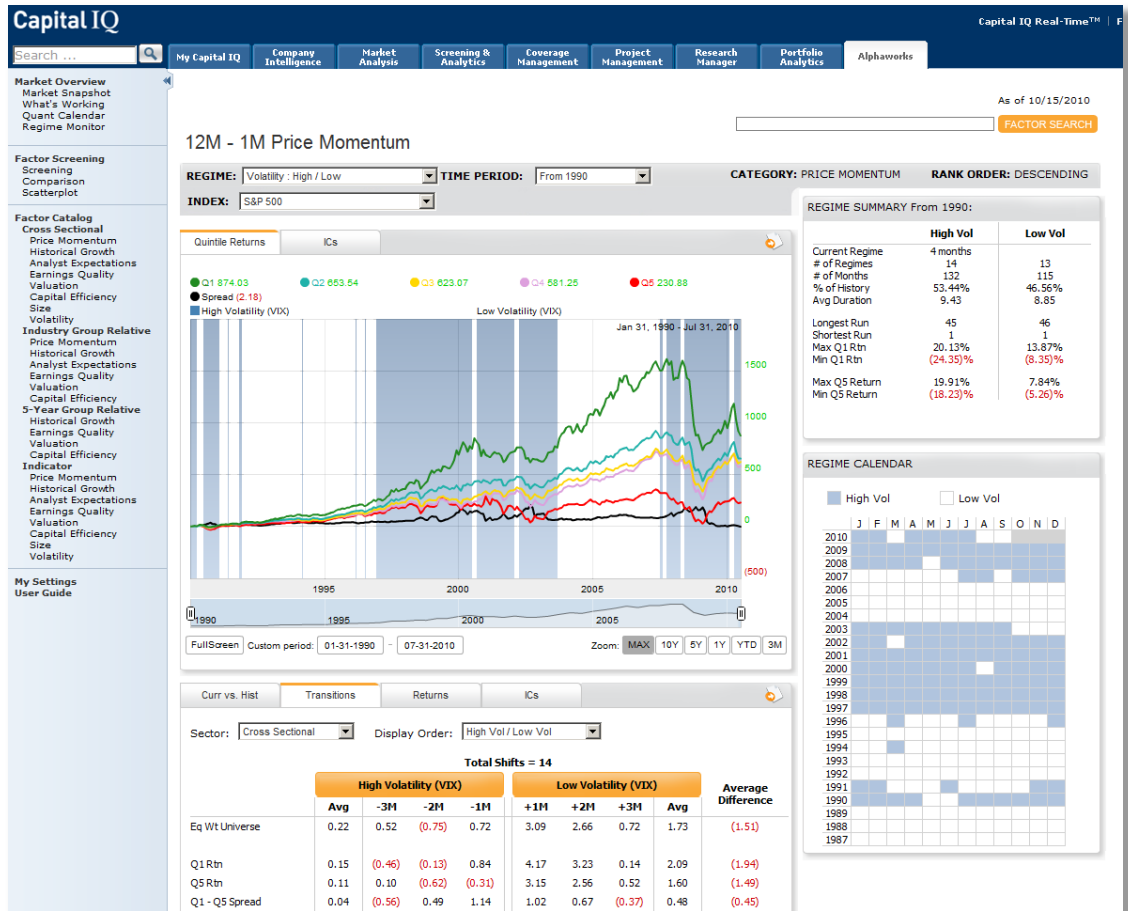 Capital IQ
Capital IQ Real-Time™ | F
Search ...
My Capital IQ
Company Intelligence
Market Analysis
Screening & Analytics
Coverage Management
Project Management
Research Manager
Portfolio Analytics
Alphaworks
Market Overview
Market Snapshot
What's Working
Quant Calendar
Regime Monitor
Factor Screening
Screening
Comparison
Scatterplot
Factor Catalog
Cross Sectional
Price Momentum
Historical Growth
Analyst Expectations
Earnings Quality
Valuation
Capital Efficiency
Size
Volatility
Industry Group Relative
Price Momentum
Historical Growth
Analyst Expectations
Earnings Quality
Valuation
Capital Efficiency
5-Year Group Relative
Historical Growth
Earnings Quality
Valuation
Capital Efficiency
Indicator
Price Momentum
Historical Growth
Analyst Expectations
Earnings Quality
Valuation
Capital Efficiency
Size
Volatility
My Settings
User Guide
As of 10/15/2010
FACTOR SEARCH
12M - 1M Price Momentum
REGIME: Volatility : High / Low TIME PERIOD: From 1990 CATEGORY: PRICE MOMENTUM RANK ORDER: DESCENDING
INDEX: S&P 500
Quintile Returns ICs
Q1 874.03 Q2 653.54 Q3 623.07 Q4 581.25 Q5 230.88
Spread (2.18)
High Volatility (VIX) Low Volatility (VIX)
Jan 31, 1990 - Jul 31, 2010
1500
1000
500
0
(500)
1995 2000 2005 2010
1990 1995 2000 2005
FullScreen Custom period: 01-31-1990 - 07-31-2010 Zoom: MAX 10Y 5Y 1Y YTD 3M
REGIME SUMMARY From 1990:
High Vol Low Vol
Current Regime 4 months
# of Regimes 14 13
# of Months 132 115
% of History 53.44% 46.56%
Avg Duration 9.43 8.85
Longest Run 45 46
Shortest Run 1 1
Max Q1 Rtn 20.13% 13.87%
Min Q1 Rtn (24.35)% (8.35)%
Max Q5 Return 19.91% 7.84%
Min Q5 Return (18.23)% (5.26)%
REGIME CALENDAR
High Vol Low Vol
J F M A M J J A S O N D
2010
2009
2008
2007
2006
2005
2004
2003
2002
2001
2000
1999
1998
1997
1996
1995
1994
1993
1992
1991
1990
1989
1988
1987
Curr vs. Hist Transitions Returns ICs
Sector: Cross Sectional Display Order: High Vol / Low Vol
Total Shifts = 14
High Volatility (VIX) Low Volatility (VIX) Average Difference
Avg -3M -2M -1M +1M +2M +3M Avg
Eq Wt Universe 0.22 0.52 (0.75) 0.72 3.09 2.66 0.72 1.73 (1.51)
Q1 Rtn 0.15 (0.46) (0.13) 0.84 4.17 3.23 0.14 2.09 (1.94)
Q5 Rtn 0.11 0.10 (0.62) (0.31) 3.15 2.56 0.52 1.60 (1.49)
Q1 - Q5 Spread 0.04 (0.56) 0.49 1.14 1.02 0.67 (0.37) 0.48 (0.45)